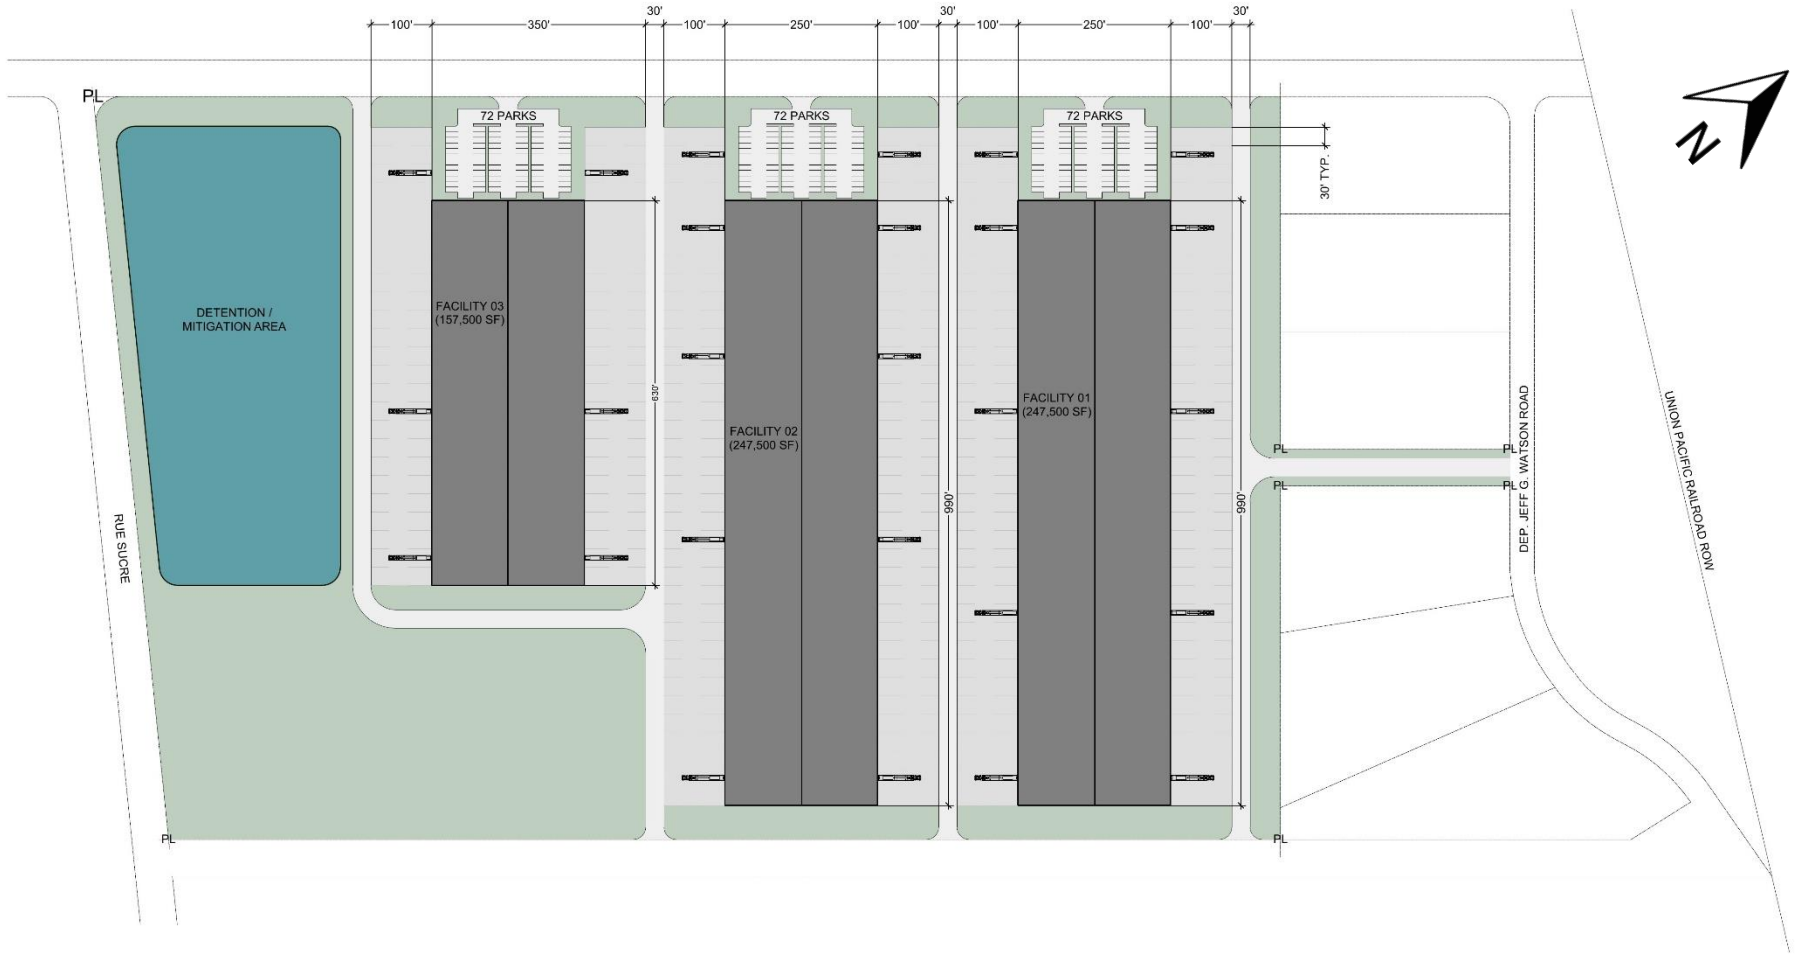 30' 30' 30'
100' 350' 100' 250' 100' 100' 250' 100'
PL
72 PARKS
72 PARKS
72 PARKS
30' TYP.
N
DETENTION /
MITIGATION AREA
FACILITY 03
(157,500 SF)
630'
FACILITY 02
(247,500 SF)
990'
FACILITY 01
(247,500 SF)
990'
PL
PL
PL
PL
DEP. JEFF G. WATSON ROAD
UNION PACIFIC RAILROAD ROW
RUE SUCRE
PL
PL